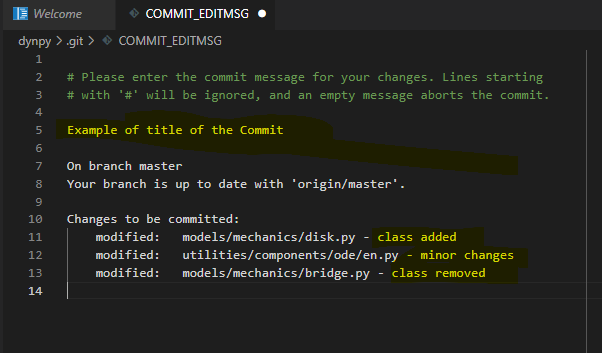 Welcome
COMMIT_EDITMSG
dynpy > .git > COMMIT_EDITMSG
1
2 # Please enter the commit message for your changes. Lines starting
3 # with '#' will be ignored, and an empty message aborts the commit.
4
5 Example of title of the Commit
6
7 On branch master
8 Your branch is up to date with 'origin/master'.
9
10 Changes to be committed:
11 modified: models/mechanics/disk.py - class added
12 modified: utilities/components/ode/en.py - minor changes
13 modified: models/mechanics/bridge.py - class removed
14